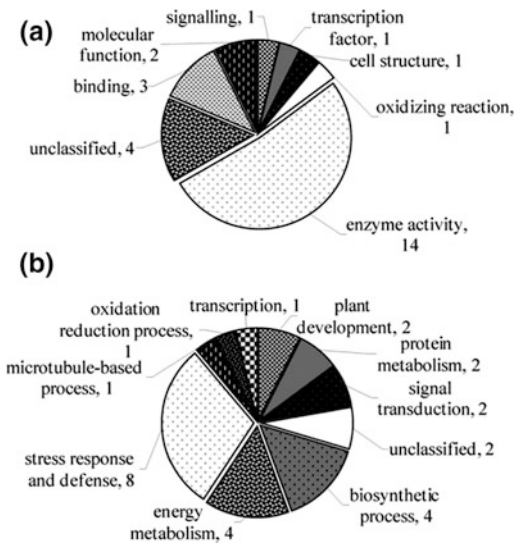 (a)
signalling, 1
transcription
factor, 1
cell structure, 1
oxidizing reaction,
1
enzyme activity,
14
unclassified, 4
binding, 3
molecular
function, 2
(b)
transcription, 1
plant
development, 2
protein
metabolism, 2
signal
transduction, 2
unclassified, 2
biosynthetic
process, 4
energy
metabolism, 4
stress response
and defense, 8
microtubule-based
process, 1
oxidation
reduction process,
1